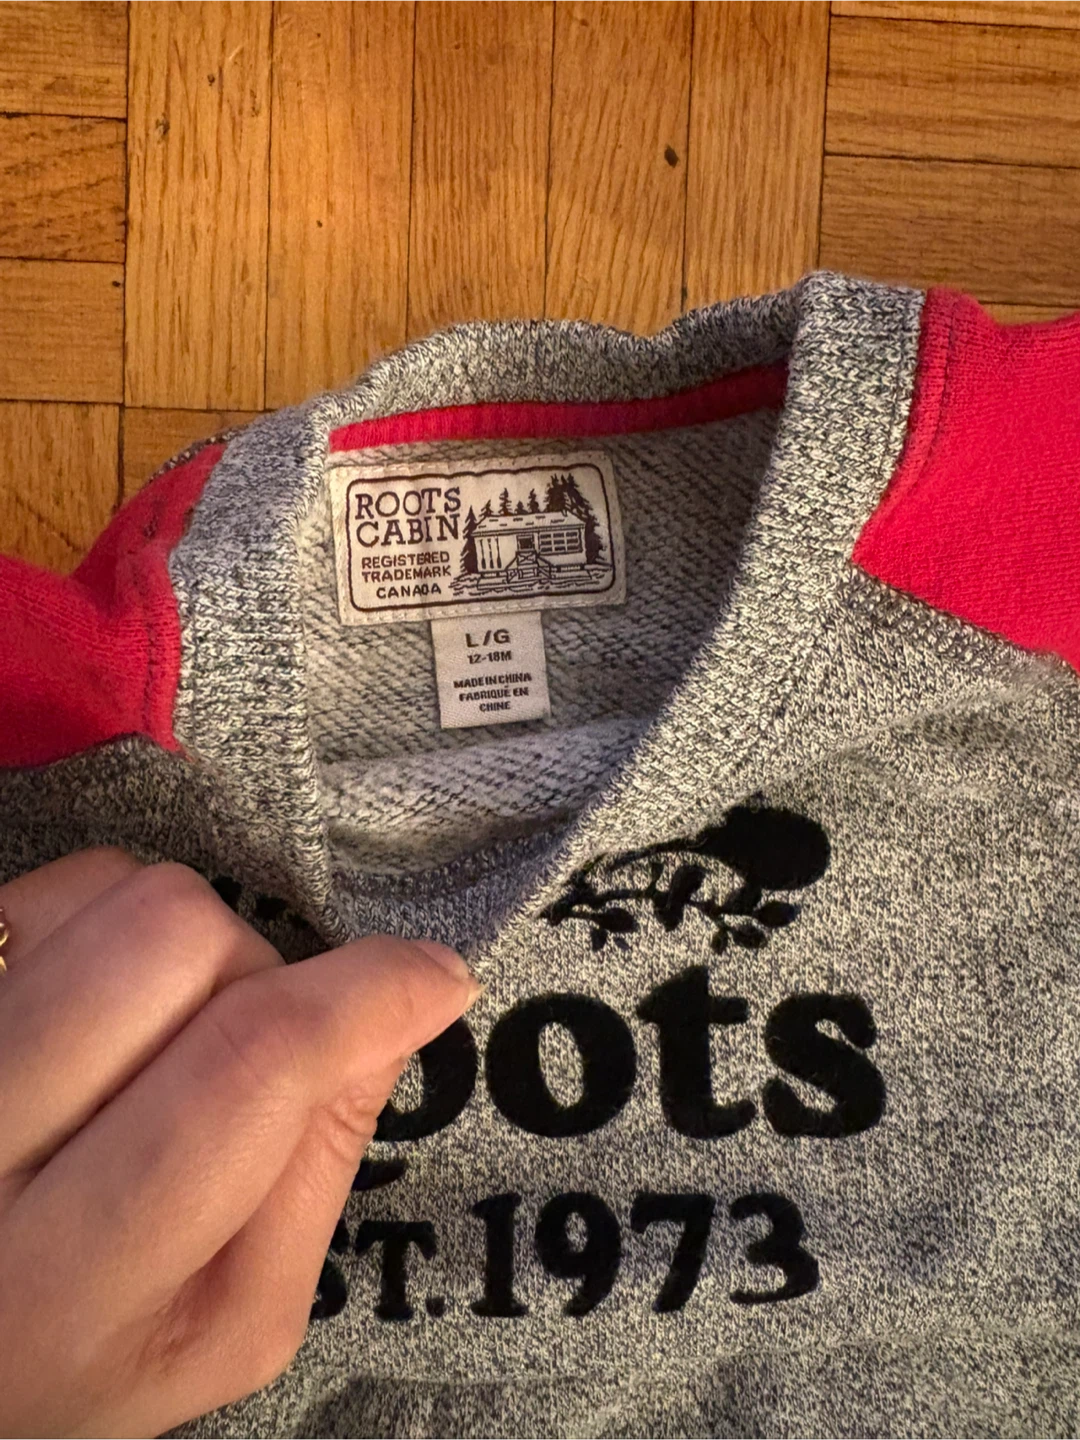 ROOTS
CABIN
REGISTERED
TRADEMARK
CANADA
L/G
12-18M
MADE IN CHINA
FABRIQUÉ EN
CHINE
oots
ST.1973